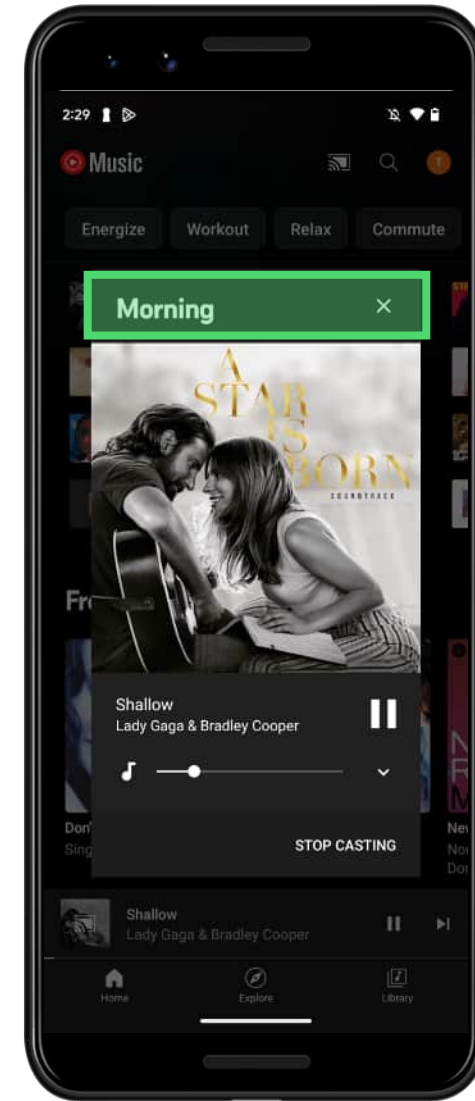 2:29
Music
T
Energize
Workout
Relax
Commute
Morning
A
STAR
IS
BORN
SOUNDTRACK
Fr
Shallow
Lady Gaga & Bradley Cooper
Don'
Sing
STOP CASTING
Nev
Nor
Dor
Shallow
Lady Gaga & Bradley Cooper
Home
Explore
Library